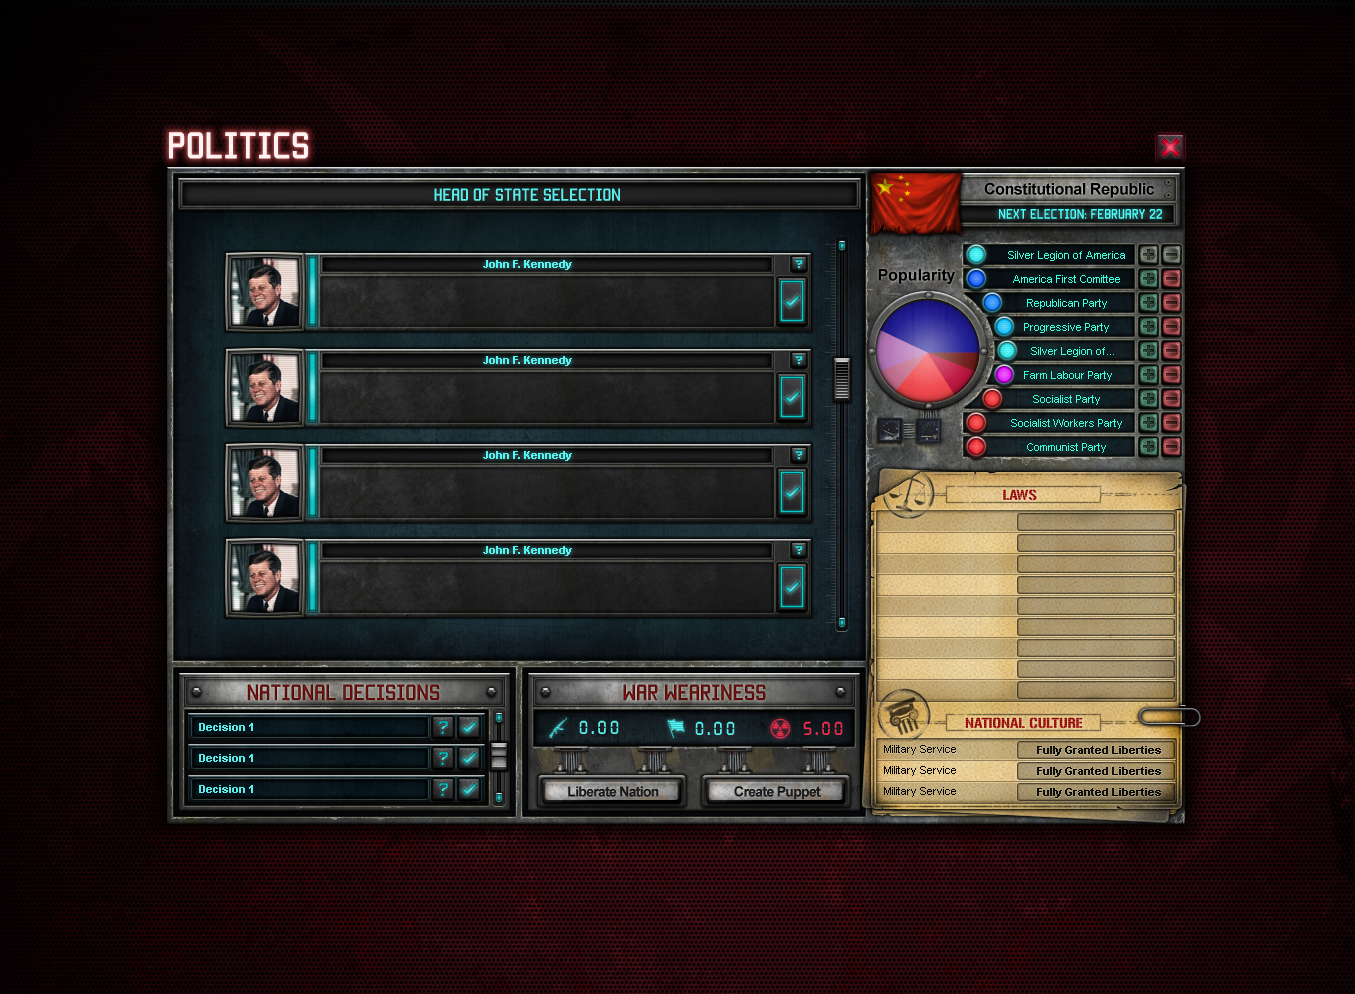 POLITICS
HEAD OF STATE SELECTION
John F. Kennedy
?
John F. Kennedy
?
John F. Kennedy
?
John F. Kennedy
?
Constitutional Republic
NEXT ELECTION: FEBRUARY 22
Popularity
Silver Legion of America
America First Comittee
Republican Party
Progressive Party
Silver Legion of...
Farm Labour Party
Socialist Party
Socialist Workers Party
Communist Party
LAWS
NATIONAL CULTURE
Military Service Fully Granted Liberties
Military Service Fully Granted Liberties
Military Service Fully Granted Liberties
NATIONAL DECISIONS
Decision 1 ?
Decision 1 ?
Decision 1 ?
WAR WEARINESS
0.00 0.00 5.00
Liberate Nation Create Puppet